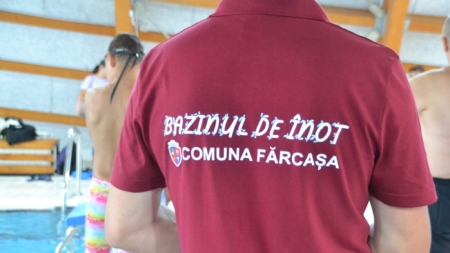 BAZINUL DE ÎNOT
COMUNA FĂRCAȘA